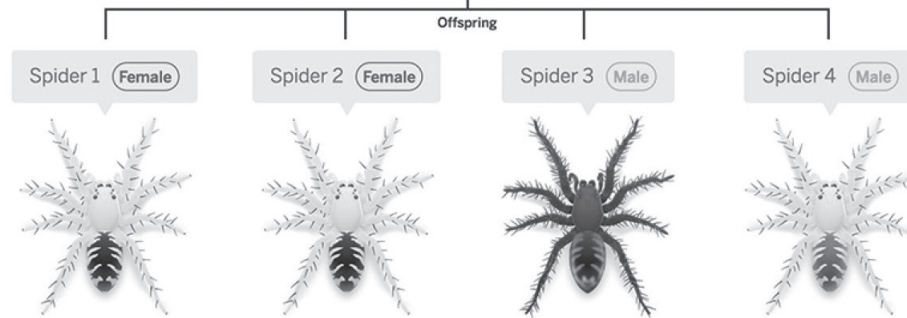 Offspring
Spider 1 Female
Spider 2 Female
Spider 3 Male
Spider 4 Male